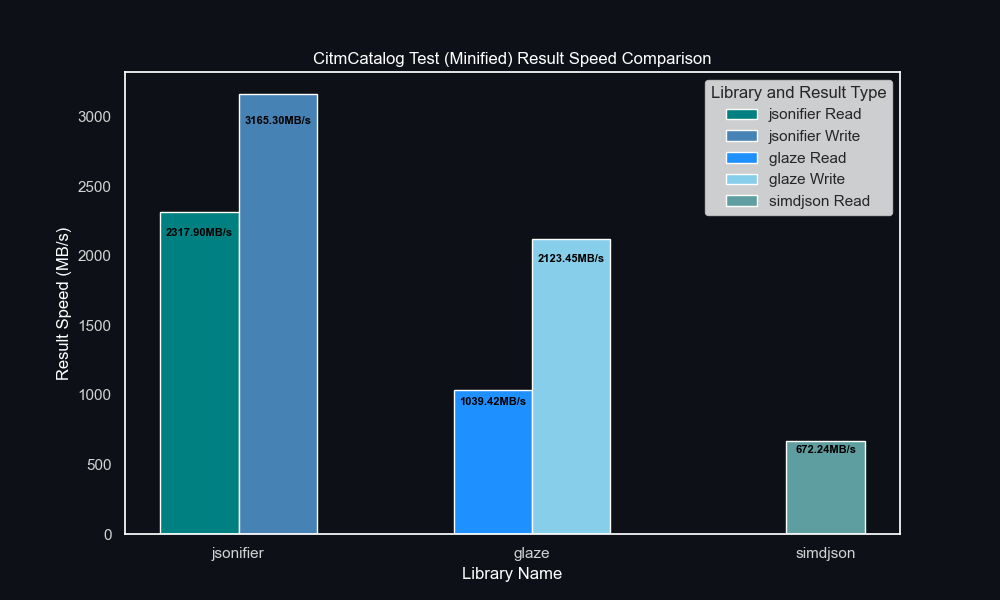 CitmCatalog Test (Minified) Result Speed Comparison
Library and Result Type
jsonifier Read
jsonifier Write
glaze Read
glaze Write
simdjson Read
Result Speed (MB/s)
3000
2500
2000
1500
1000
500
0
2317.90MB/s
3165.30MB/s
1039.42MB/s
2123.45MB/s
672.24MB/s
jsonifier
glaze
simdjson
Library Name